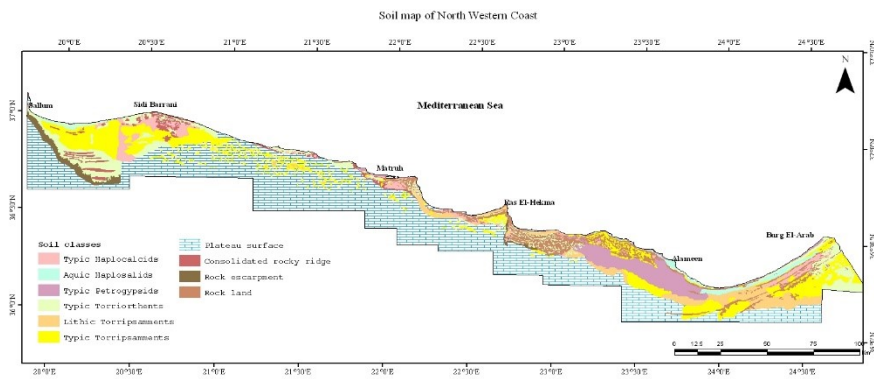 Soil map of North Western Coast
20°0'E 20°30'E 21°0'E 21°30'E 22°0'E 22°30'E 23°0'E 23°30'E 24°0'E 24°30'E
N
Sallum
Sidi Barrani
Mediterranean Sea
Matruh
Ras El-Hekma
Alameen
Burg El-Arab
Soil classes
Typic Haplocalcids
Aquic Haplosalids
Typic Petrogypsids
Typic Torriorthents
Lithic Torripsamments
Typic Torripsamments
Plateau surface
Consolidated rocky ridge
Rock escarpment
Rock land
0 12.5 25 50 75 100
Km
20°0'E 20°30'E 21°0'E 21°30'E 22°0'E 22°30'E 23°0'E 23°30'E 24°0'E 24°30'E